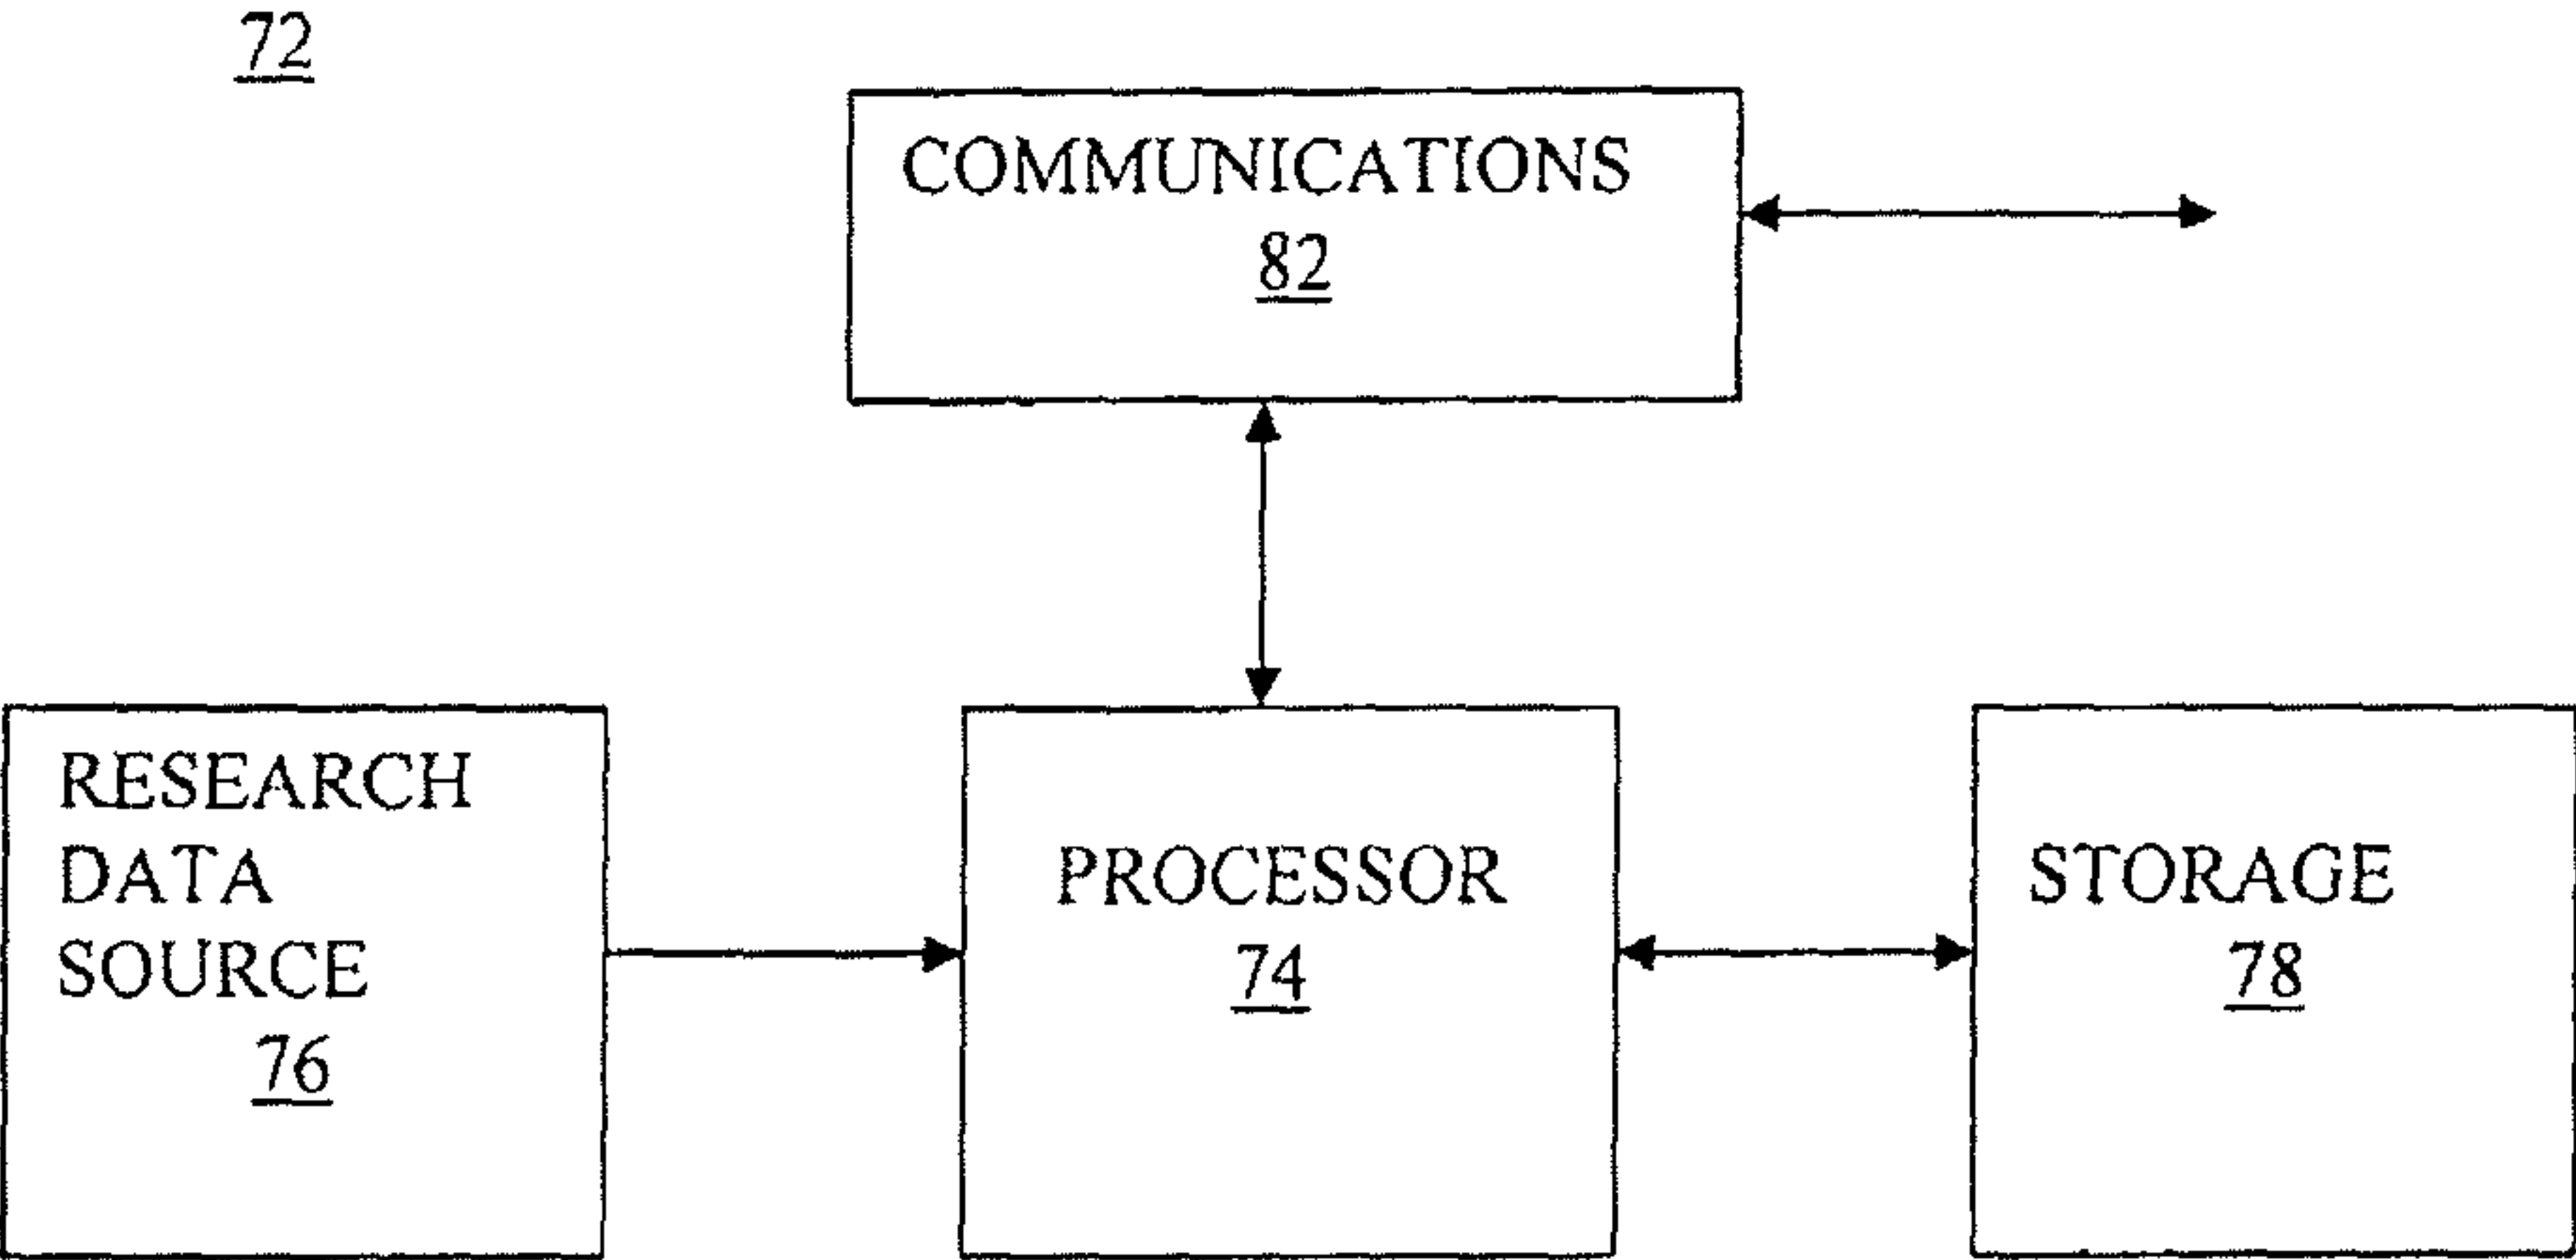 72
COMMUNICATIONS
82
RESEARCH
DATA
SOURCE
76
PROCESSOR
74
STORAGE
78